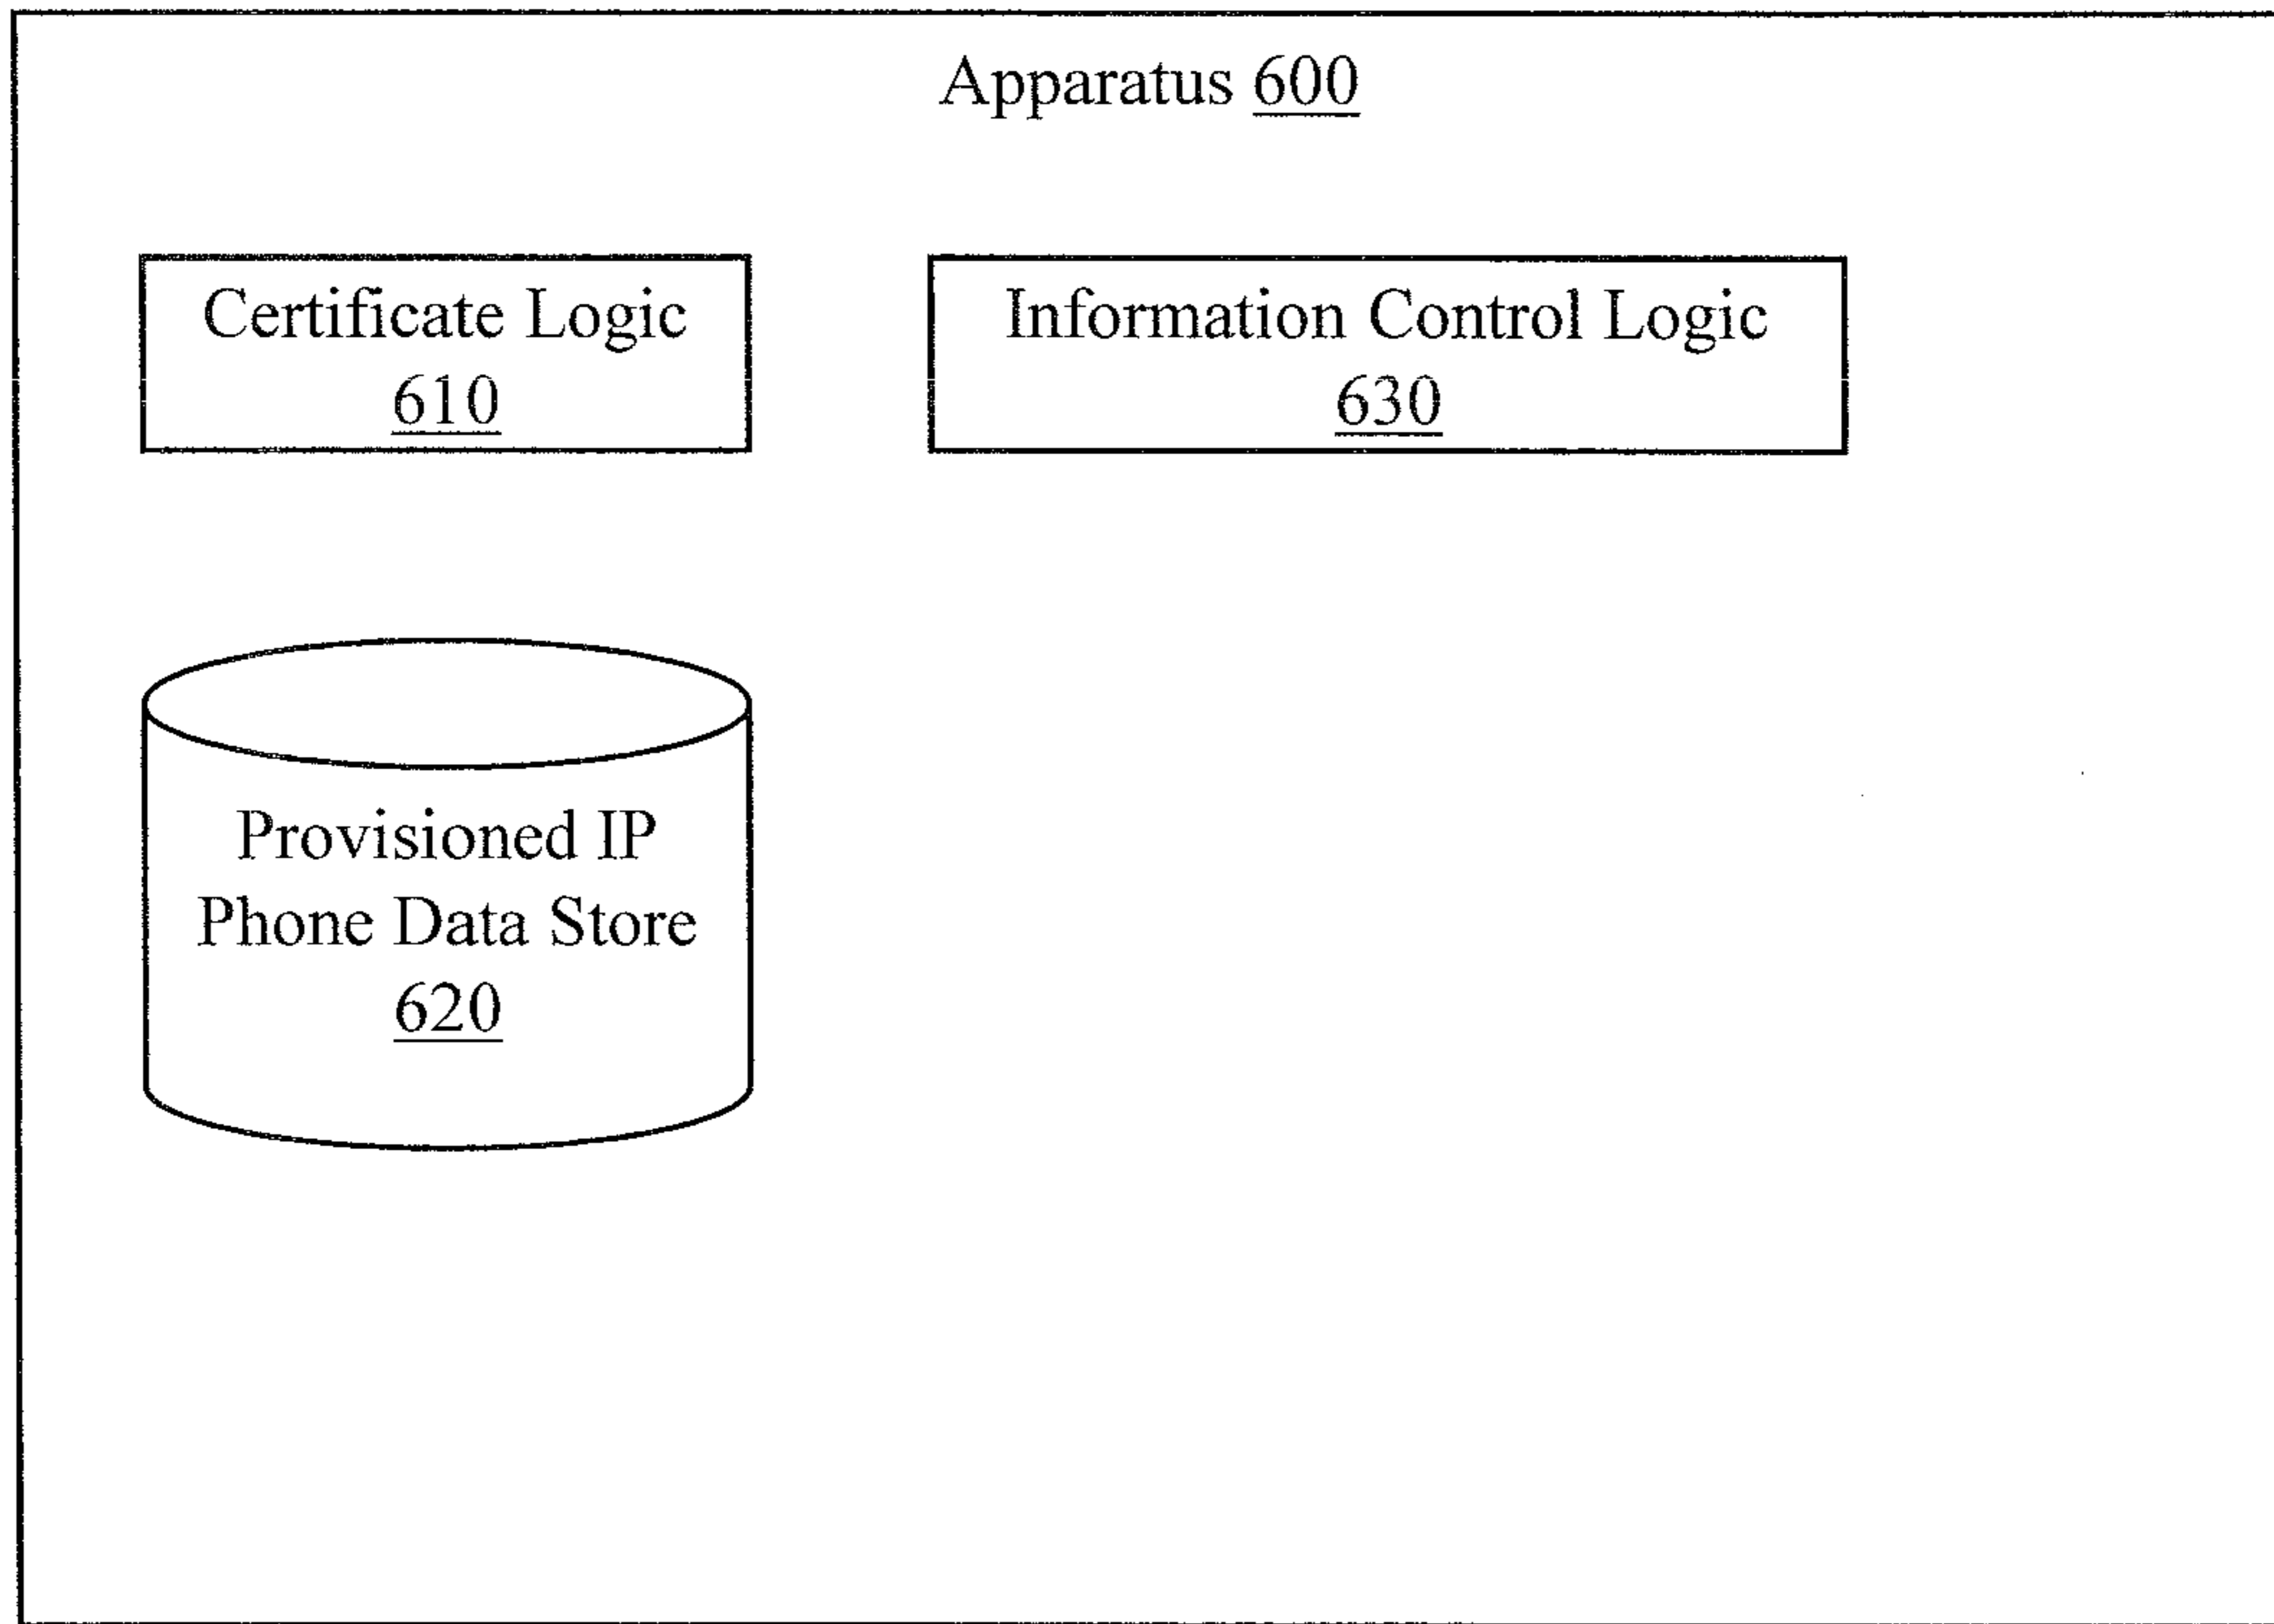 Apparatus 600
Certificate Logic
610
Information Control Logic
630
Provisioned IP
Phone Data Store
620